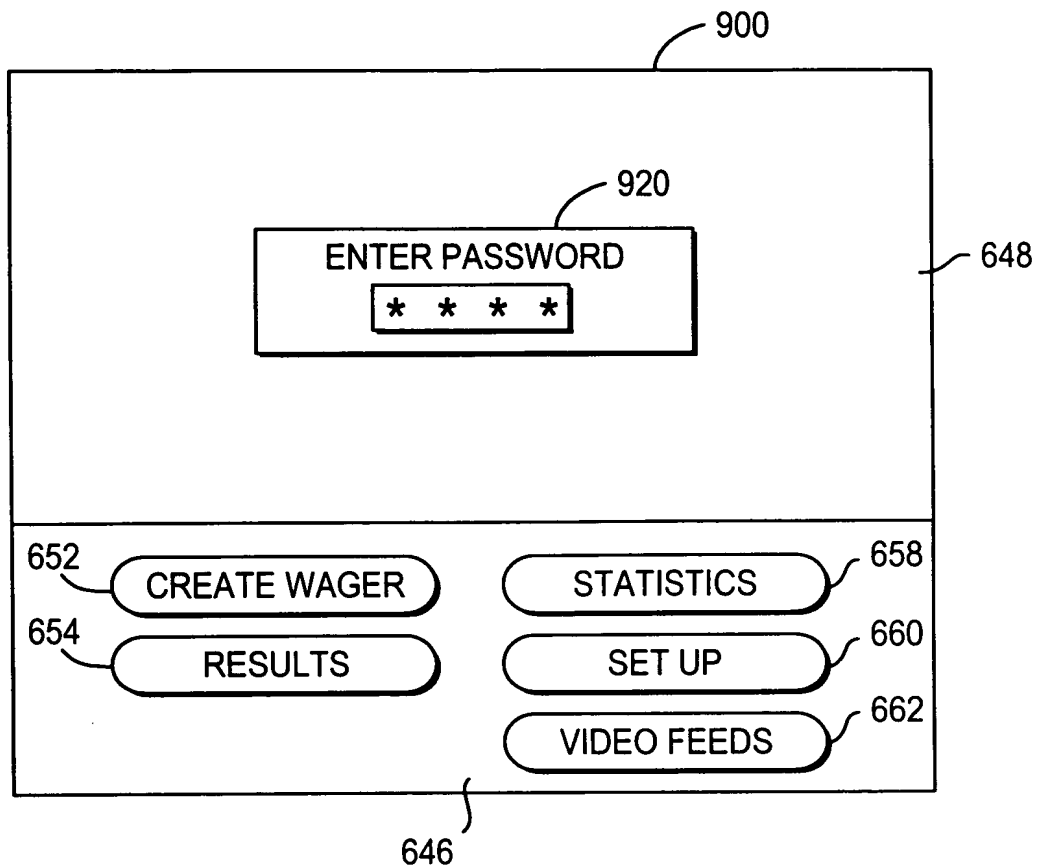 900
920
ENTER PASSWORD
* * * *
648
652
CREATE WAGER
STATISTICS
658
654
RESULTS
SET UP
660
VIDEO FEEDS
662
646